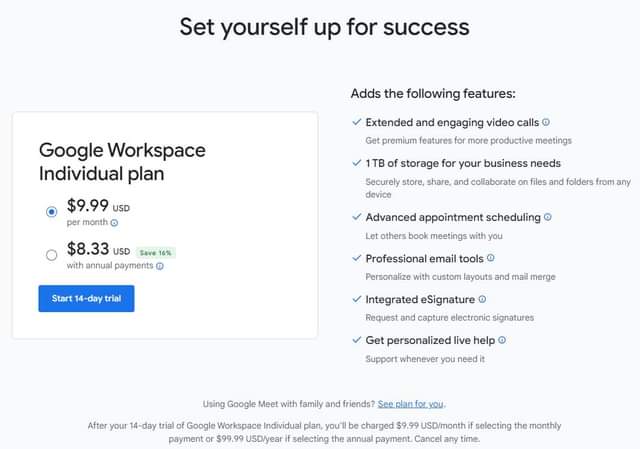 Set yourself up for success
Google Workspace
Individual plan
$9.99 USD
per month
$8.33 USD Save 16%
with annual payments
Start 14-day trial
Adds the following features:
Extended and engaging video calls
Get premium features for more productive meetings
1 TB of storage for your business needs
Securely store, share, and collaborate on files and folders from any
device
Advanced appointment scheduling
Let others book meetings with you
Professional email tools
Personalize with custom layouts and mail merge
Integrated eSignature
Request and capture electronic signatures
Get personalized live help
Support whenever you need it
Using Google Meet with family and friends? See plan for you.
After your 14-day trial of Google Workspace Individual plan, you'll be charged $9.99 USD/month if selecting the monthly
payment or $99.99 USD/year if selecting the annual payment. Cancel any time.